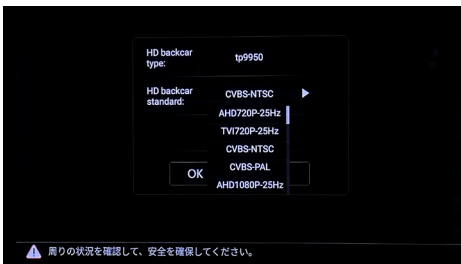 HD backcar
type:
tp9950
HD backcar
standard:
CVBS-NTSC
AHD720P-25Hz
TVI720P-25Hz
CVBS-NTSC
CVBS-PAL
AHD1080P-25Hz
OK
周りの状況を確認して、安全を確保してください。